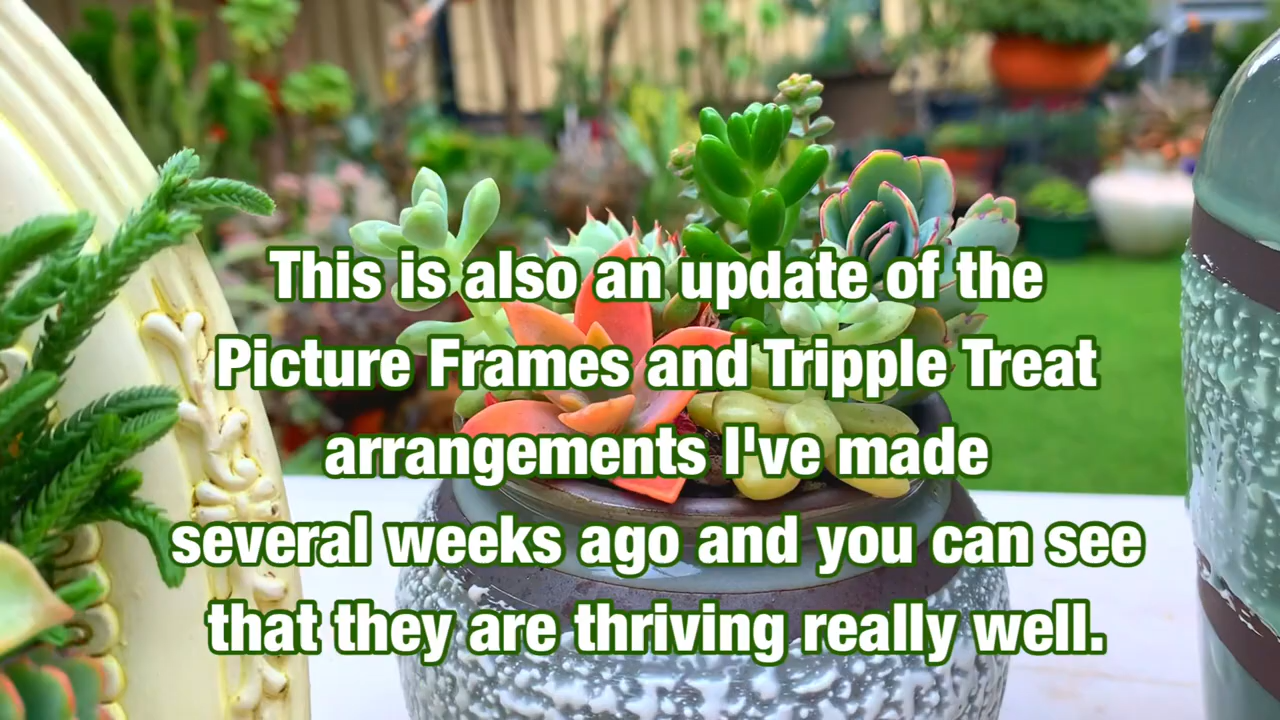 This is also an update of the
Picture Frames and Tripple Treat
arrangements I've made
several weeks ago and you can see
that they are thriving really well.